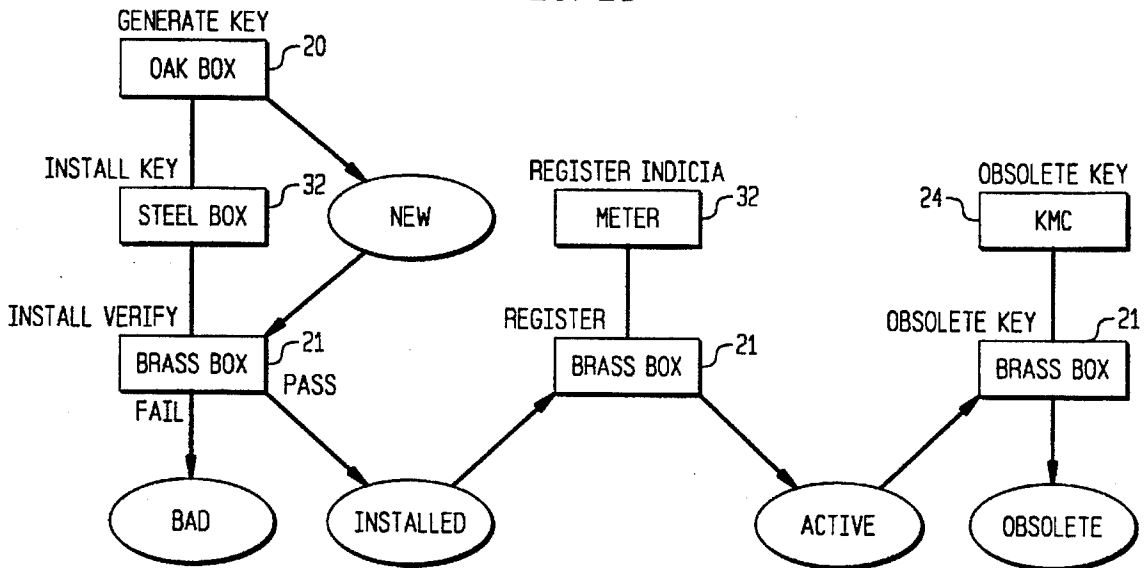 GENERATE KEY
OAK BOX
20
INSTALL KEY
STEEL BOX
32
NEW
REGISTER INDICIA
METER
32
OBSOLETE KEY
24
KMC
INSTALL VERIFY
BRASS BOX
21
PASS
FAIL
REGISTER
BRASS BOX
21
OBSOLETE KEY
BRASS BOX
21
BAD
INSTALLED
ACTIVE
OBSOLETE